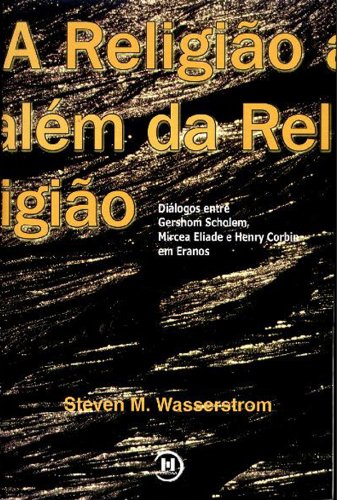 A Religião a
além da Rel
igião
Diálogos entre
Gershom Scholem,
Mircea Eliade e Henry Corbin
em Eranos
Steven M. Wasserstrom